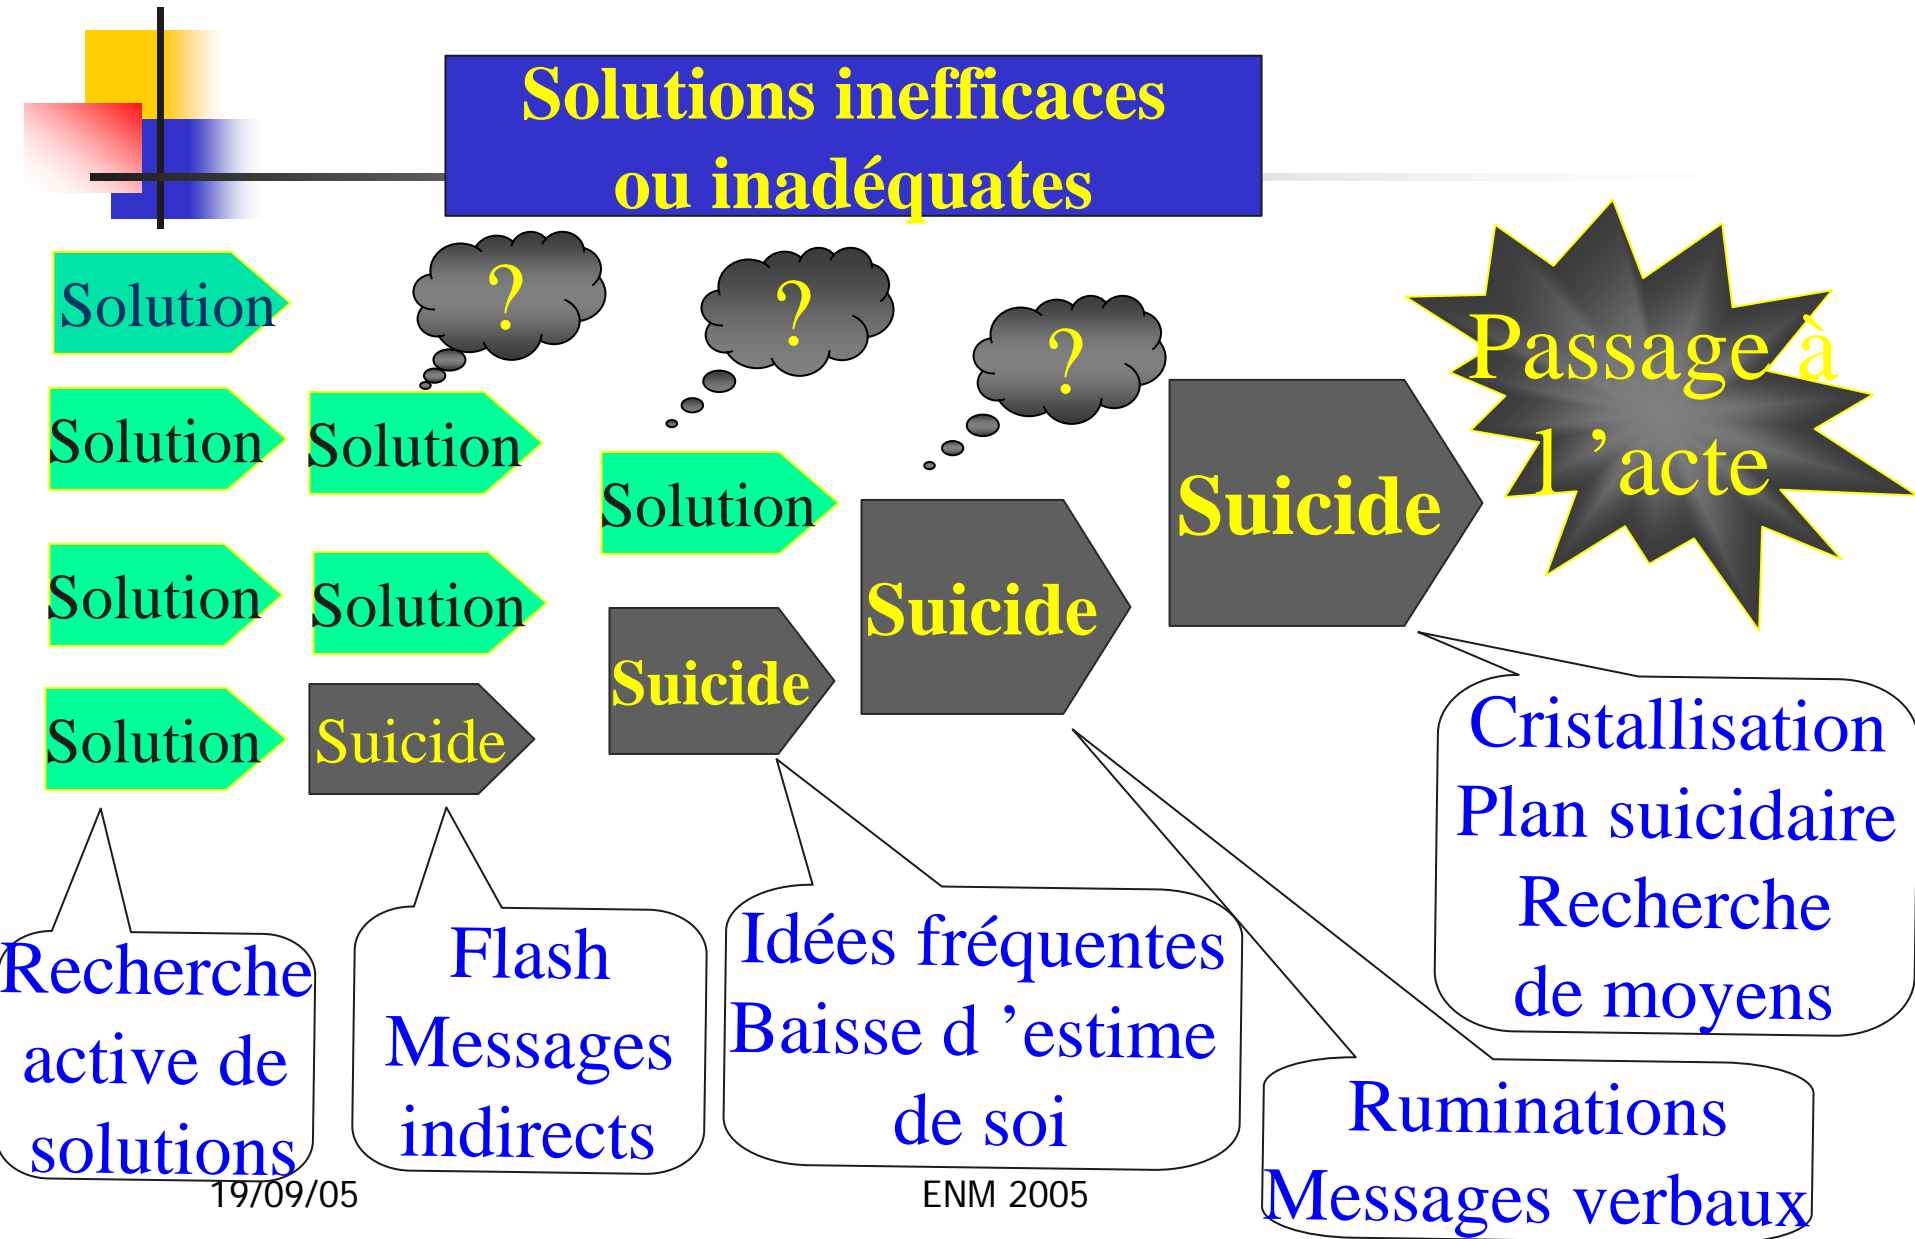 Solutions inefficaces
ou inadéquates
Solution
?
?
?
Passage à
l ’acte
Solution
Solution
Solution
Suicide
Solution
Solution
Suicide
Suicide
Solution
Suicide
Recherche
active de
solutions
Flash
Messages
indirects
Idées fréquentes
Baisse d ’estime
de soi
Ruminations
Messages verbaux
Cristallisation
Plan suicidaire
Recherche
de moyens
19/09/05
ENM 2005